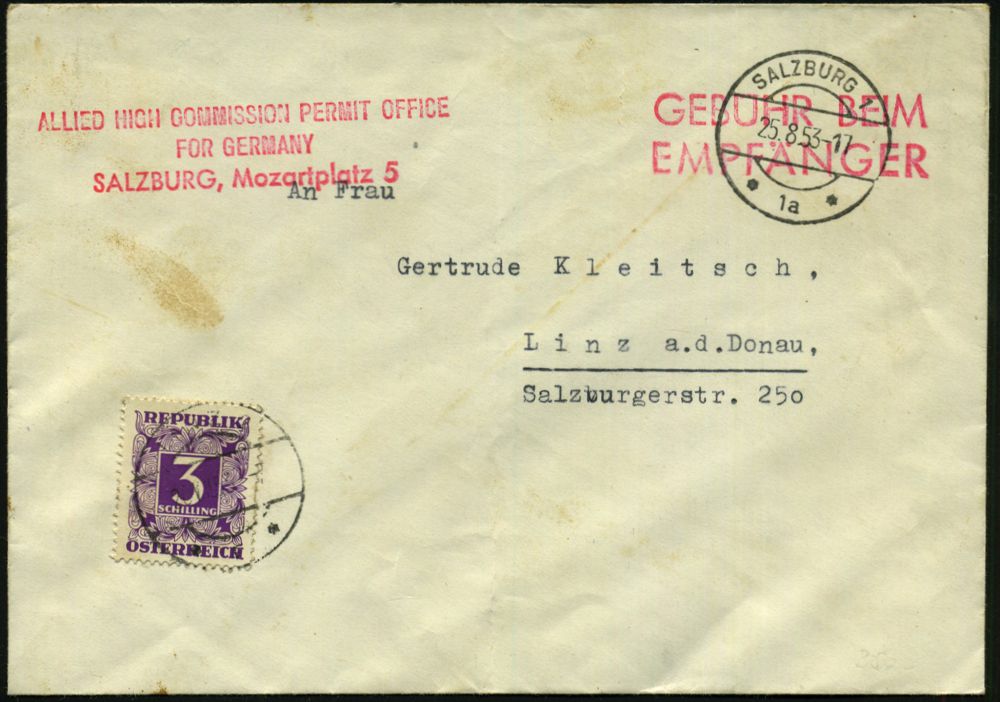 ALLIED HIGH COMMISSION PERMIT OFFICE
FOR GERMANY
SALZBURG, Mozartplatz 5
GEBÜHR BEIM
EMPFÄNGER
SALZBURG 1
25.8.53-17
1a
An Frau
Gertrude Kleitsch,
Linz a.d.Donau,
Salzburgerstr. 25o
REPUBLIK
3
SCHILLING
ÖSTERREICH